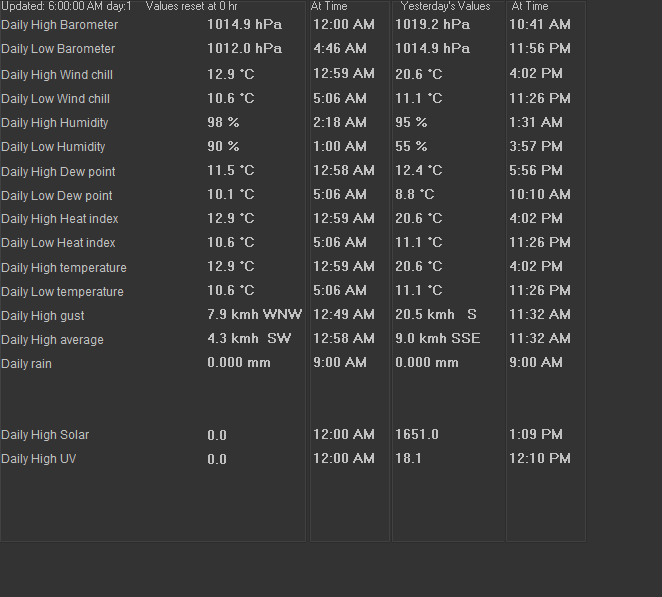 Updated: 6:00:00 AM day:1 Values reset at 0 hr At Time Yesterday's Values At Time
Daily High Barometer 1014.9 hPa 12:00 AM 1019.2 hPa 10:41 AM
Daily Low Barometer 1012.0 hPa 4:46 AM 1014.9 hPa 11:56 PM
Daily High Wind chill 12.9 °C 12:59 AM 20.6 °C 4:02 PM
Daily Low Wind chill 10.6 °C 5:06 AM 11.1 °C 11:26 PM
Daily High Humidity 98 % 2:18 AM 95 % 1:31 AM
Daily Low Humidity 90 % 1:00 AM 55 % 3:57 PM
Daily High Dew point 11.5 °C 12:58 AM 12.4 °C 5:56 PM
Daily Low Dew point 10.1 °C 5:06 AM 8.8 °C 10:10 AM
Daily High Heat index 12.9 °C 12:59 AM 20.6 °C 4:02 PM
Daily Low Heat index 10.6 °C 5:06 AM 11.1 °C 11:26 PM
Daily High temperature 12.9 °C 12:59 AM 20.6 °C 4:02 PM
Daily Low temperature 10.6 °C 5:06 AM 11.1 °C 11:26 PM
Daily High gust 7.9 kmh WNW 12:49 AM 20.5 kmh S 11:32 AM
Daily High average 4.3 kmh SW 12:58 AM 9.0 kmh SSE 11:32 AM
Daily rain 0.000 mm 9:00 AM 0.000 mm 9:00 AM
Daily High Solar 0.0 12:00 AM 1651.0 1:09 PM
Daily High UV 0.0 12:00 AM 18.1 12:10 PM